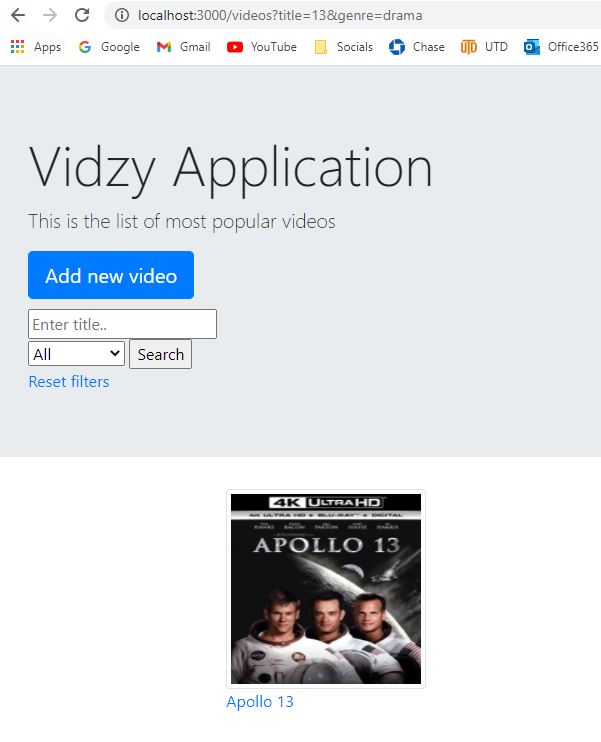 localhost:3000/videos?title=13&genre=drama
Apps Google Gmail YouTube Socials Chase UTD Office365
Vidzy Application
This is the list of most popular videos
Add new video
Enter title..
All Search
Reset filters
4K ULTRA HD
4K ULTRA HD + BLU-RAY + DIGITAL
HANKS BACON PAXTON SINISE HARRIS
APOLLO 13
Apollo 13